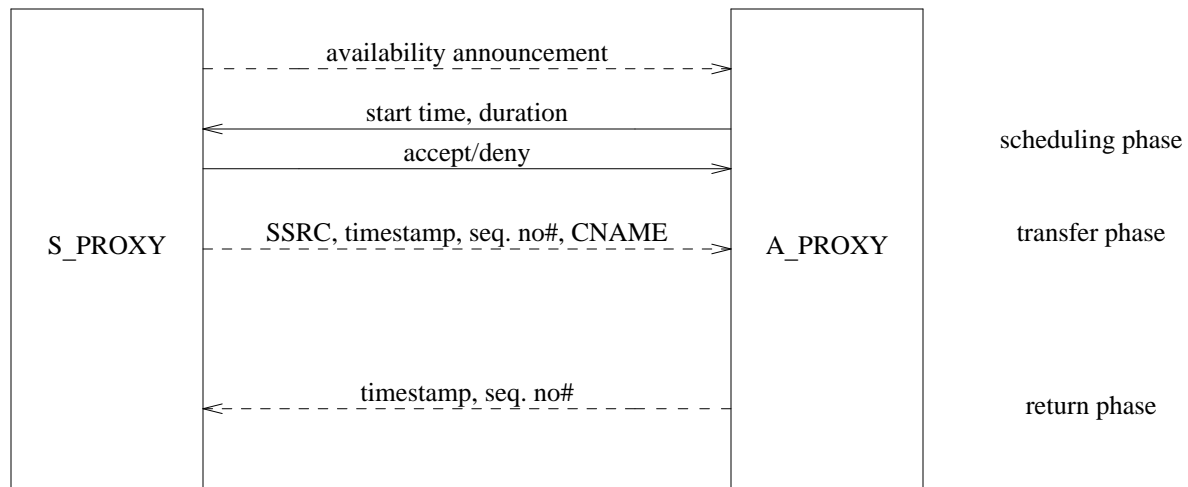 availability announcement
start time, duration
accept/deny
scheduling phase
SSRC, timestamp, seq. no#, CNAME
S_PROXY
A_PROXY
transfer phase
timestamp, seq. no#
return phase